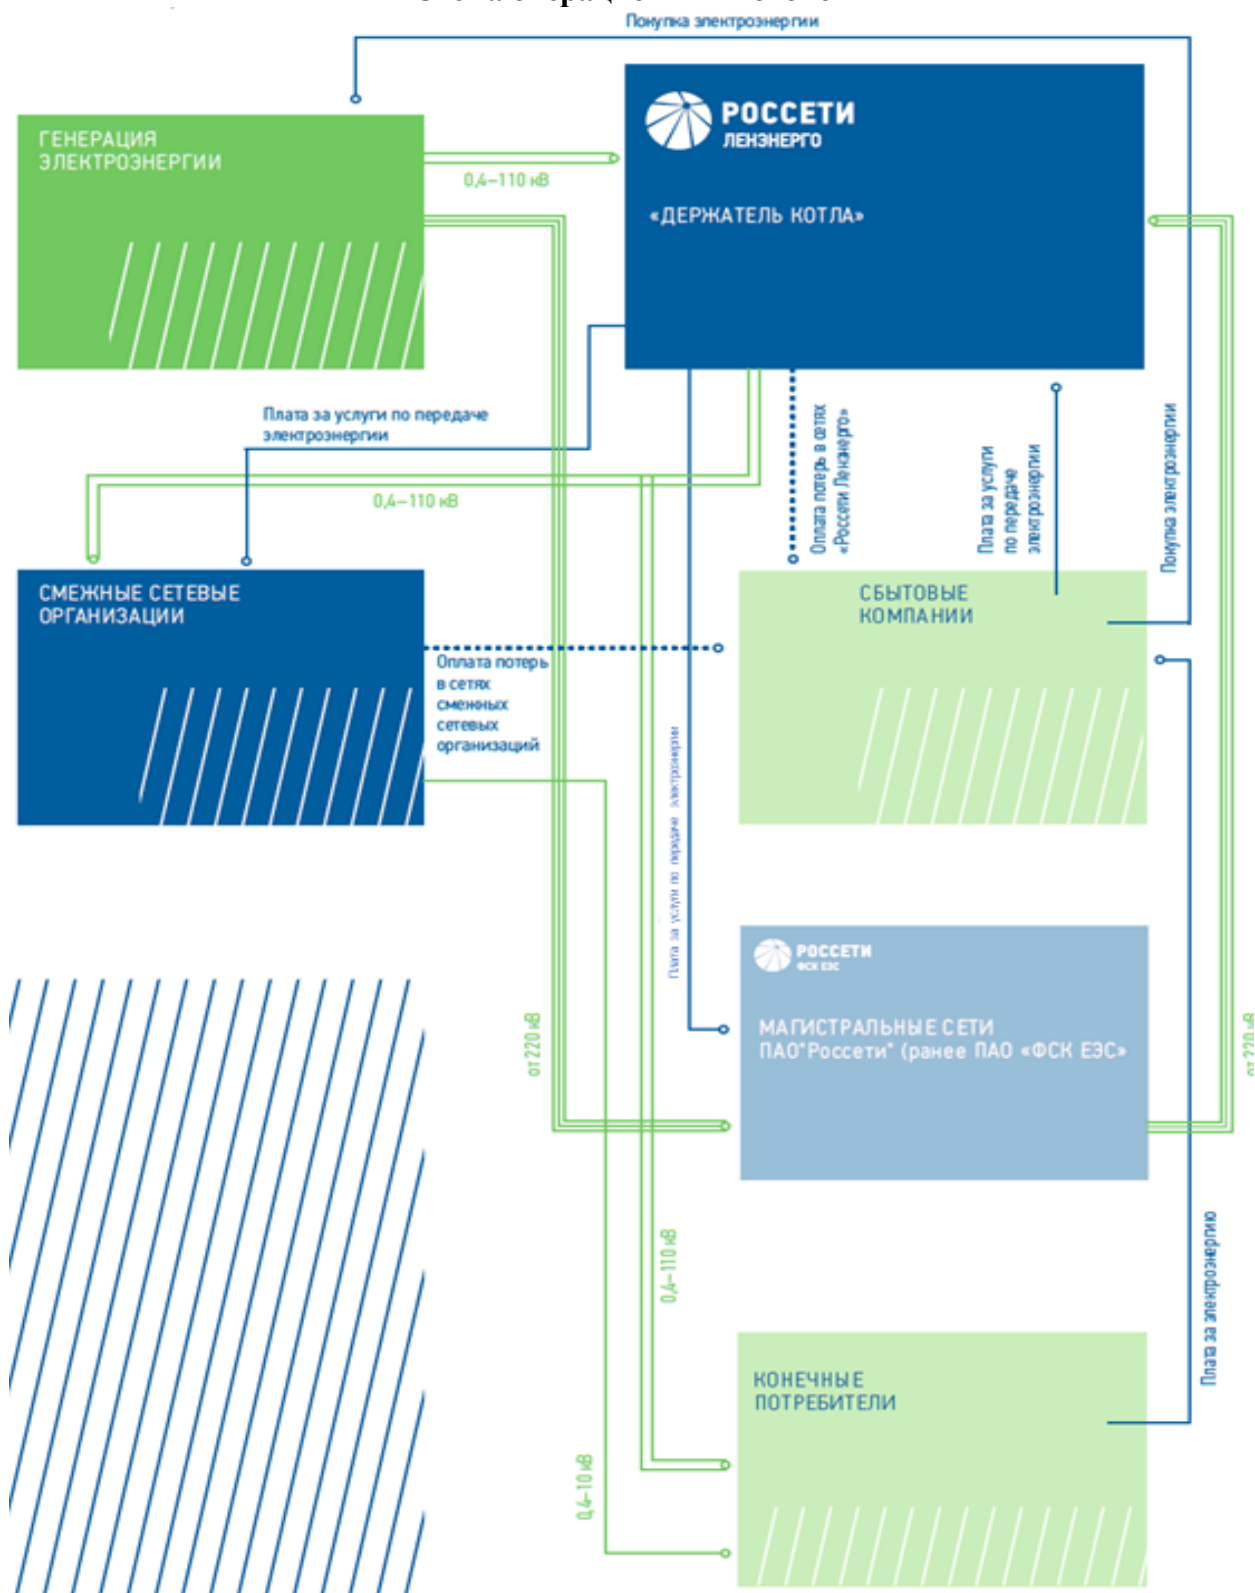 Покупка электроэнергии
РОССЕТИ
ЛЕНЭНЕРГО
«ДЕРЖАТЕЛЬ КОТЛА»
ГЕНЕРАЦИЯ
ЭЛЕКТРОЭНЕРГИИ
0,4–110 кВ
Плата за услуги по передаче
электроэнергии
0,4–110 кВ
Оплата потерь в сетях
«Россети Ленэнерго»
Плата за услуги
по передаче
электроэнергии
Покупка электроэнергии
СМЕЖНЫЕ СЕТЕВЫЕ
ОРГАНИЗАЦИИ
СБЫТОВЫЕ
КОМПАНИИ
Оплата потерь
в сетях
смежных
сетевых
организаций
Плата за услуги по передаче электроэнергии
РОССЕТИ
ФСК ЕЭС
МАГИСТРАЛЬНЫЕ СЕТИ
ПАО"Россети" (ранее ПАО «ФСК ЕЭС»
от 220 кВ
от 220 кВ
0,4–110 кВ
Плата за электроэнергию
КОНЕЧНЫЕ
ПОТРЕБИТЕЛИ
0,4–10 кВ